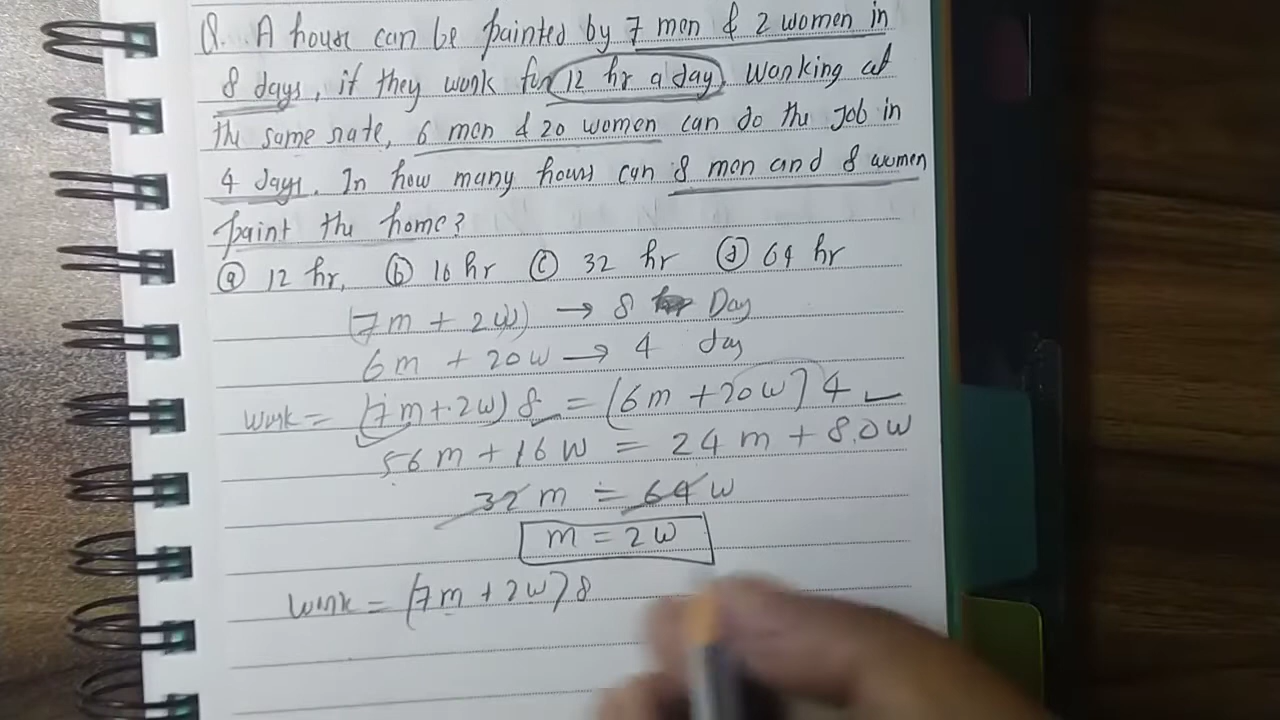 Q. A house can be painted by 7 men & 2 women in
8 days, if they work for 12 hr a day. Working at
the same rate, 6 men & 20 women can do the Job in
4 days. In how many hours can 8 men and 8 women
paint the home?
(a) 12 hr, (b) 16 hr (c) 32 hr (d) 64 hr
(7m + 2w) → 8 Day
6m + 20w → 4 day
Work = (7m + 2w) 8 = (6m + 20w) 4
56m + 16w = 24m + 80w
32m = 64w
m = 2w
Work = (7m + 2w) 8